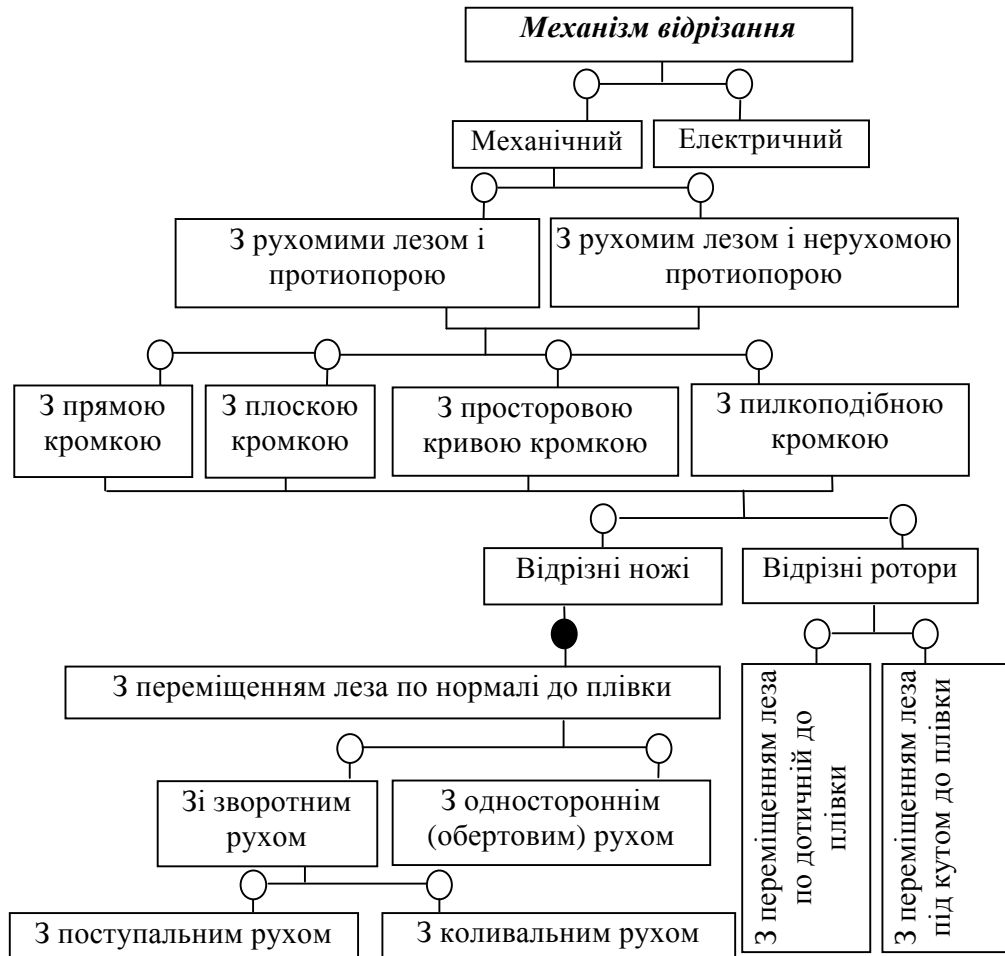 Механізм відрізання
Механічний
Електричний
З рухомими лезом і
протиопорою
З рухомим лезом і нерухомою
протиопорою
З прямою
кромкою
З плоскою
кромкою
З просторовою
кривою кромкою
З пилкоподібною
кромкою
Відрізні ножі
Відрізні ротори
З переміщенням леза по нормалі до плівки
З переміщенням леза
по дотичній до
плівки
З переміщенням леза
під кутом до плівки
Зі зворотним
рухом
З одностороннім
(обертовим) рухом
З поступальним рухом
З коливальним рухом